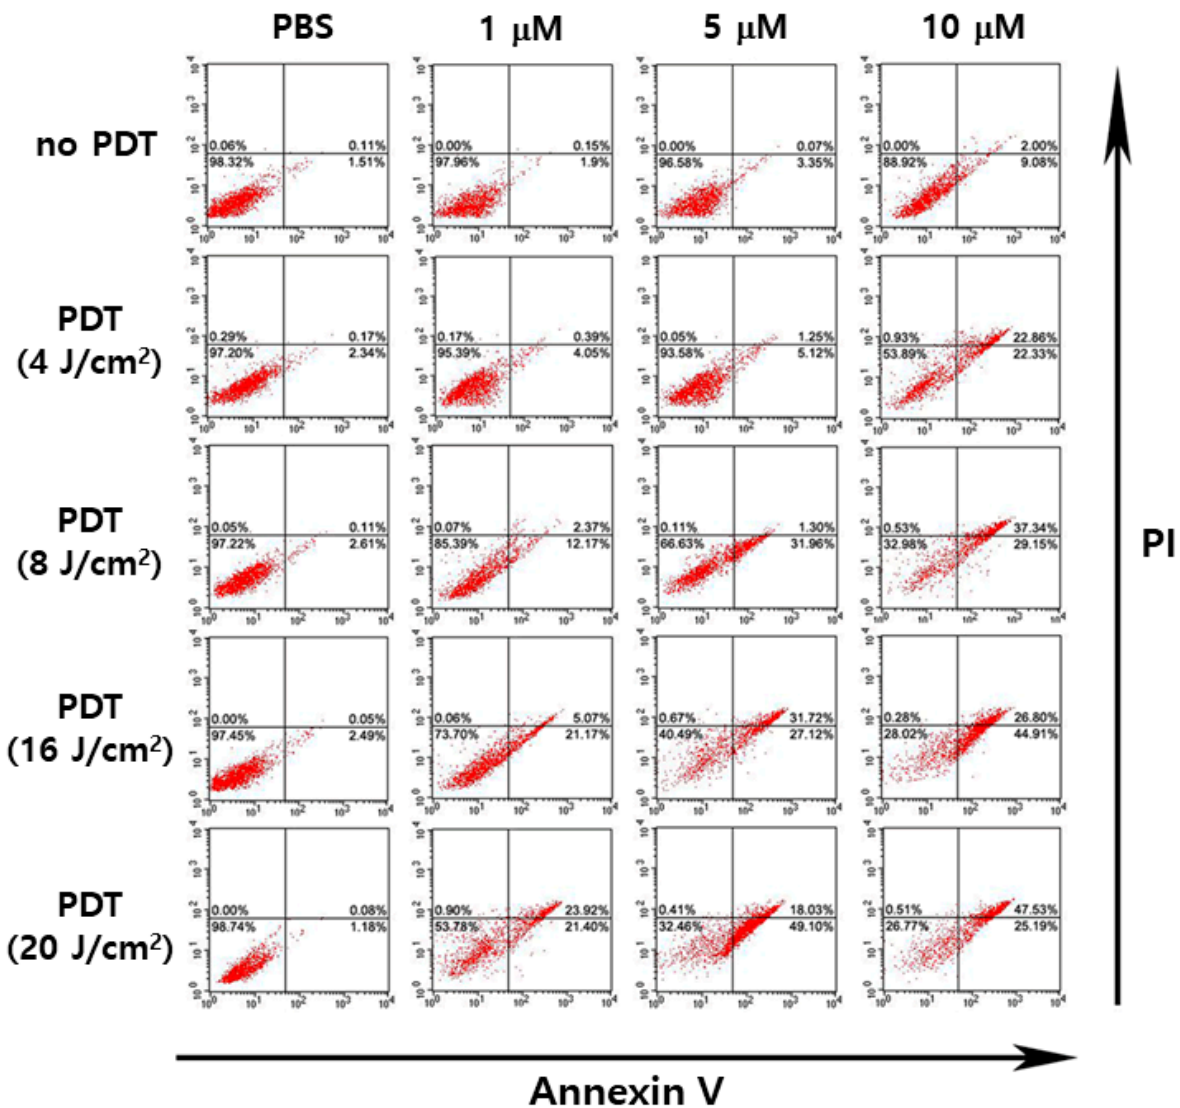 PBS 1 μM 5 μM 10 μM
no PDT
0.06% 0.11% 0.00% 0.15% 0.00% 0.07% 0.00% 2.00%
98.32% 1.51% 97.96% 1.9% 96.58% 3.35% 88.92% 9.08%
PDT
(4 J/cm²)
0.29% 0.17% 0.17% 0.39% 0.05% 1.25% 0.93% 22.86%
97.20% 2.34% 95.39% 4.05% 93.58% 5.12% 53.89% 22.33%
PDT
(8 J/cm²)
0.05% 0.11% 0.07% 2.37% 0.11% 1.30% 0.53% 37.34%
97.22% 2.61% 85.39% 12.17% 66.63% 31.96% 32.98% 29.15%
PI
PDT
(16 J/cm²)
0.00% 0.05% 0.06% 5.07% 0.67% 31.72% 0.28% 26.80%
97.45% 2.49% 73.70% 21.17% 40.49% 27.12% 28.02% 44.91%
PDT
(20 J/cm²)
0.00% 0.08% 0.90% 23.92% 0.41% 18.03% 0.51% 47.53%
98.74% 1.18% 53.78% 21.40% 32.46% 49.10% 26.77% 25.19%
10⁰ 10¹ 10² 10³ 10⁴
Annexin V